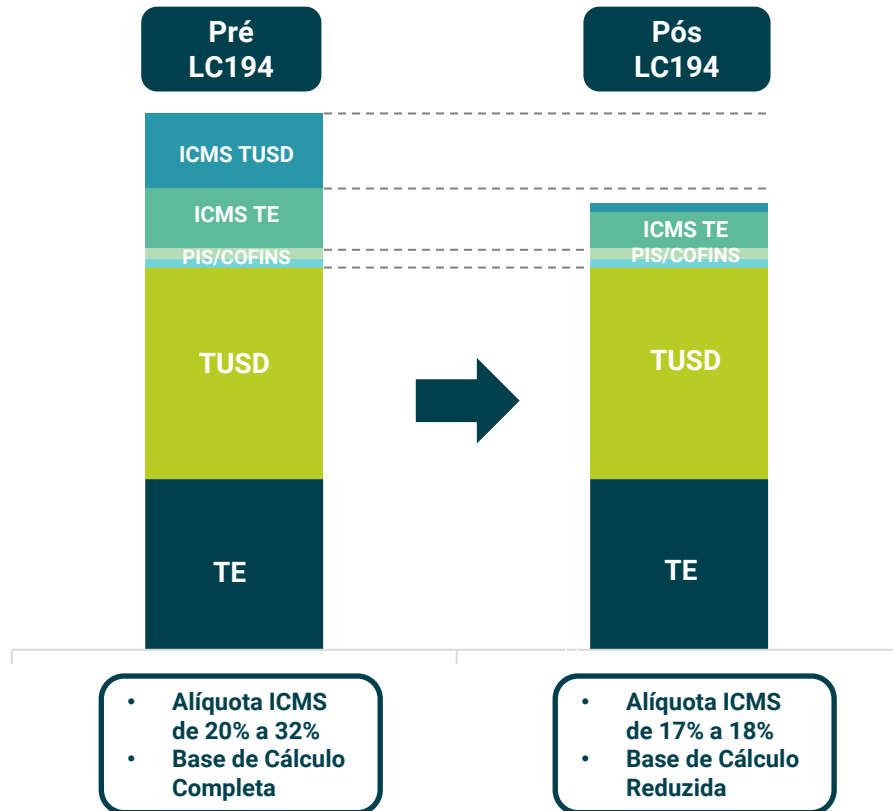 Pré
LC194
Pós
LC194
ICMS TUSD
ICMS TE
PIS/COFINS
TUSD
TE
ICMS TE
PIS/COFINS
TUSD
TE
• Alíquota ICMS
de 20% a 32%
• Base de Cálculo
Completa
• Alíquota ICMS
de 17% a 18%
• Base de Cálculo
Reduzida